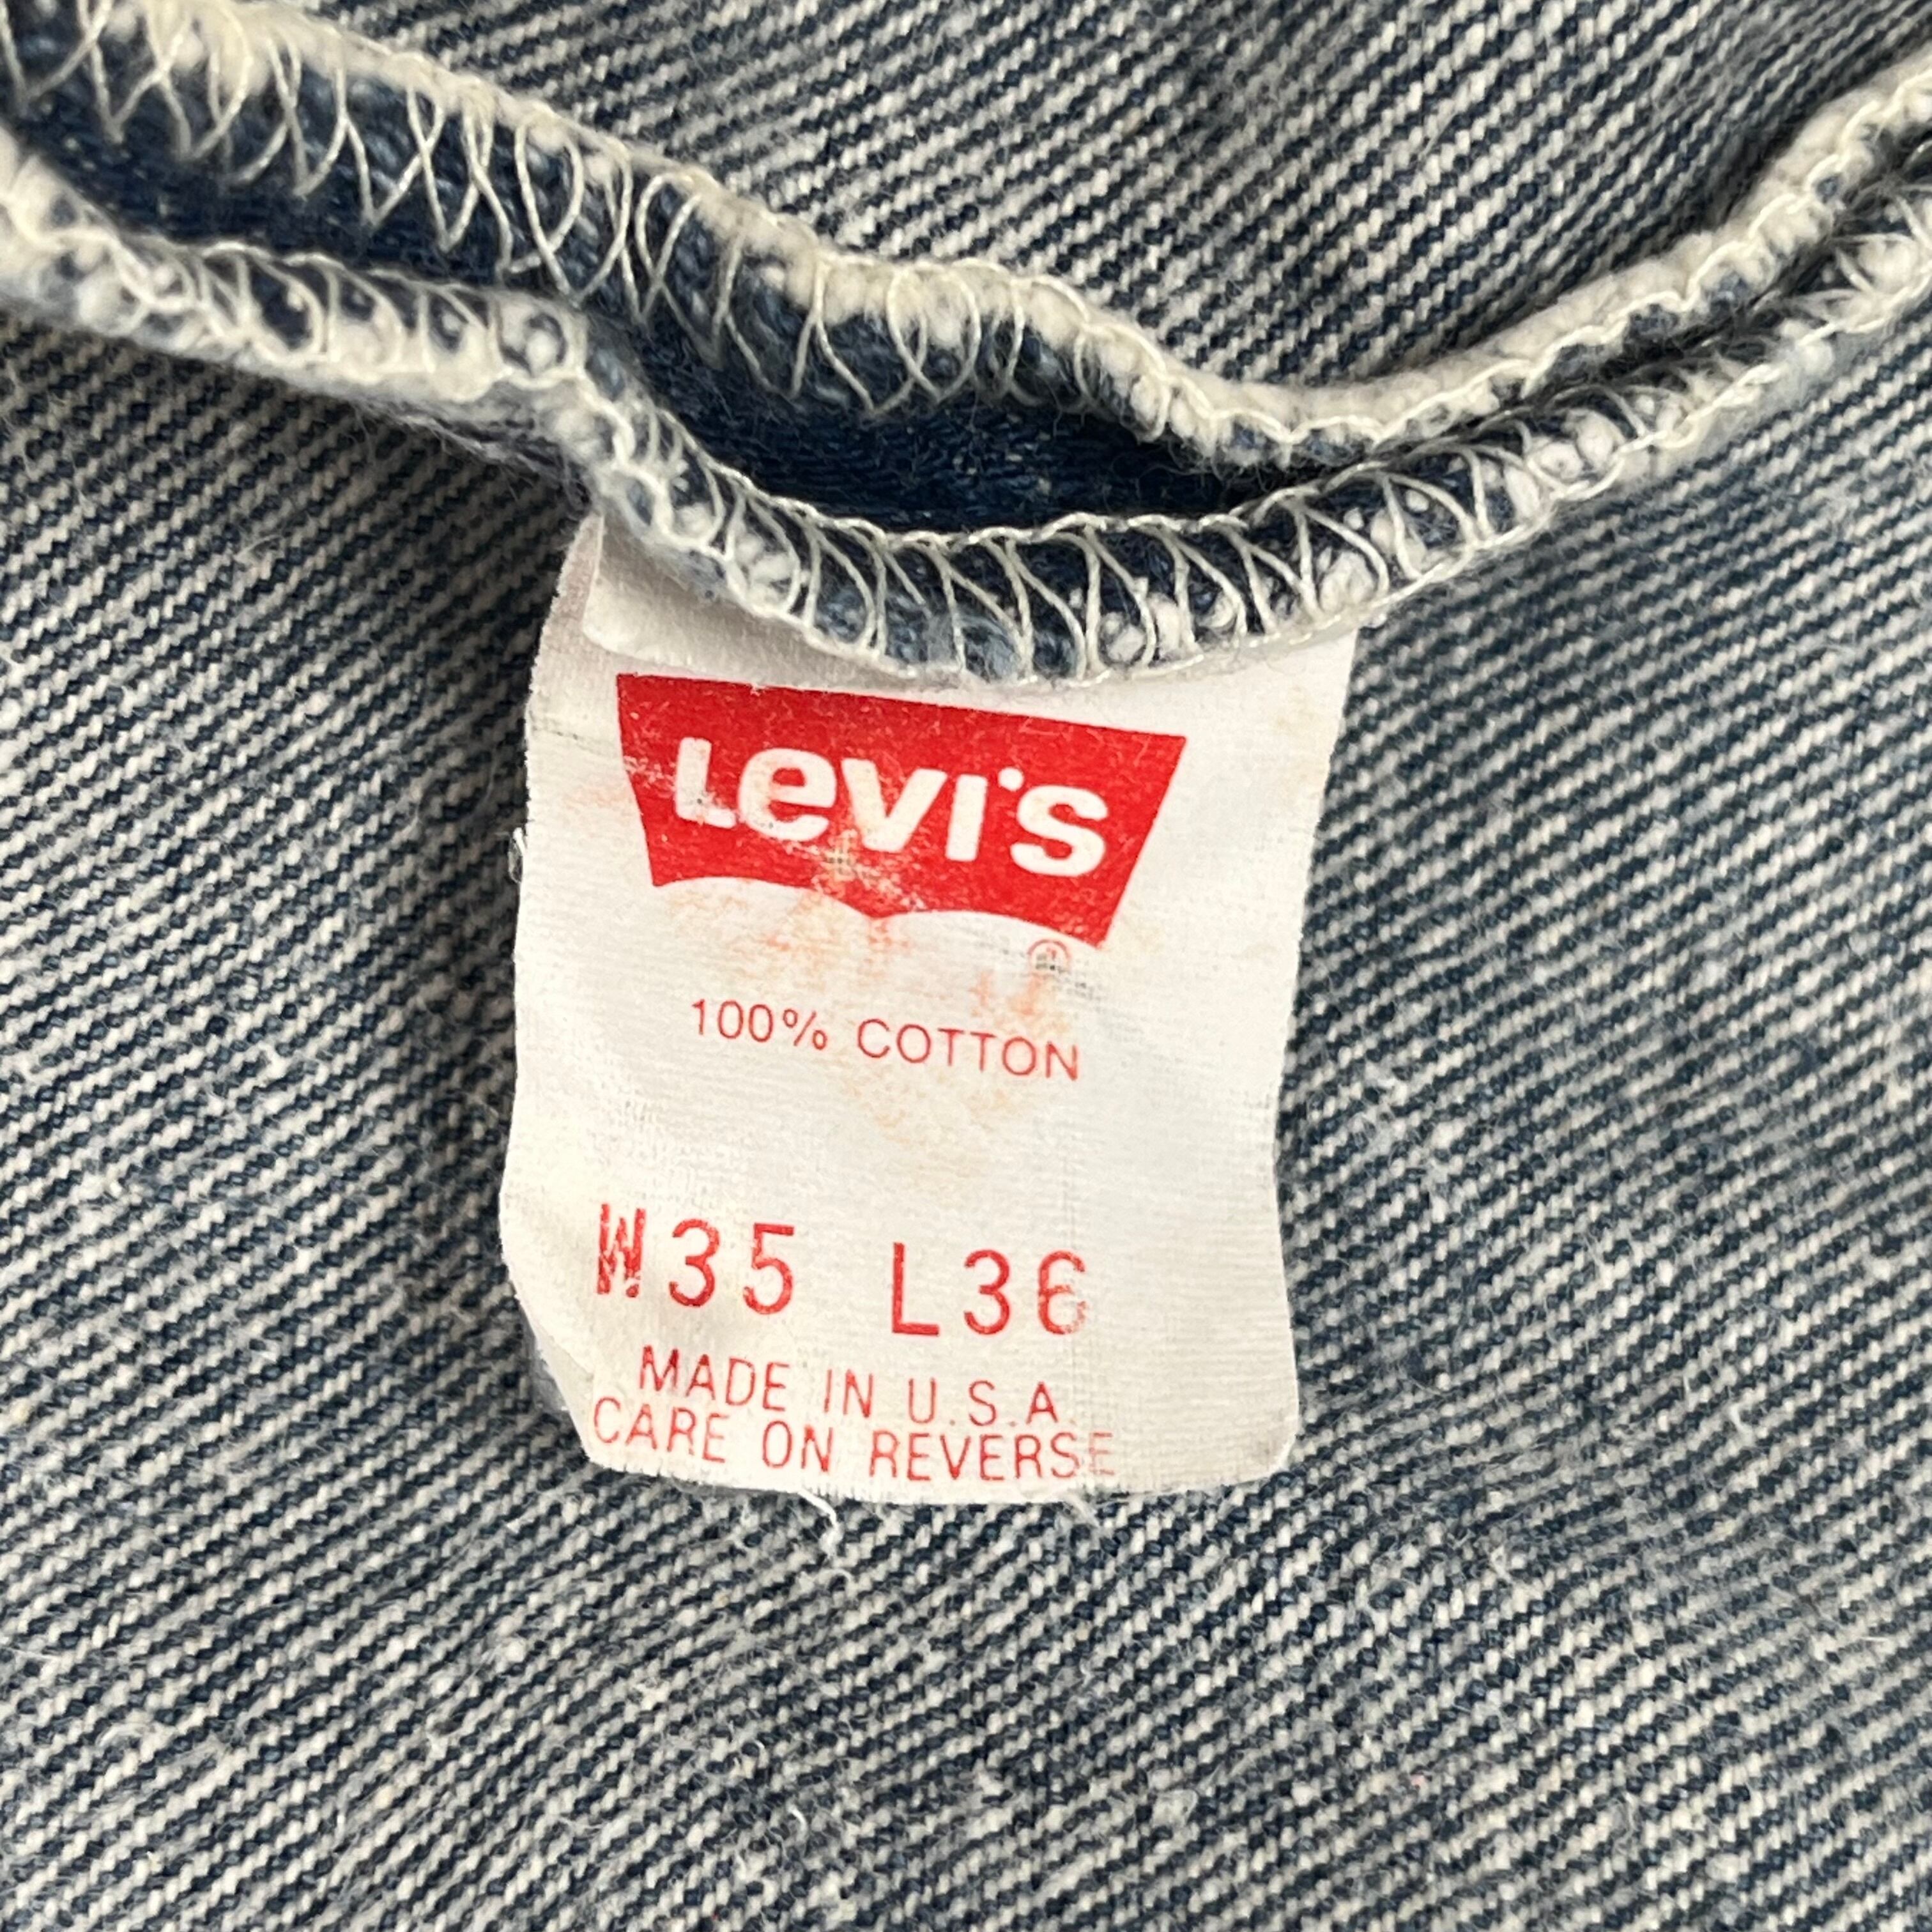 Levi's
®
100% COTTON
W35 L36
MADE IN U.S.A.
CARE ON REVERSE